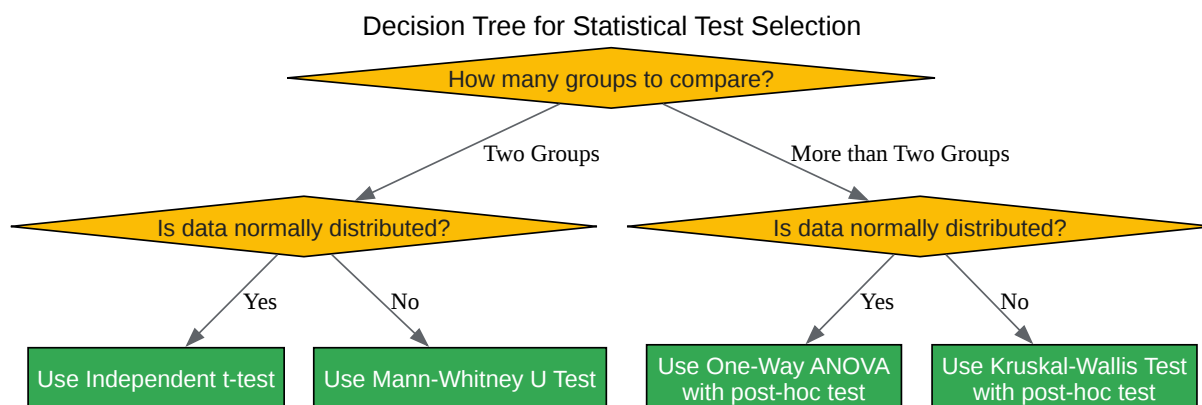 Decision Tree for Statistical Test Selection
How many groups to compare?
Two Groups
More than Two Groups
Is data normally distributed?
Is data normally distributed?
Yes
No
Yes
No
Use Independent t-test
Use Mann-Whitney U Test
Use One-Way ANOVA
with post-hoc test
Use Kruskal-Wallis Test
with post-hoc test